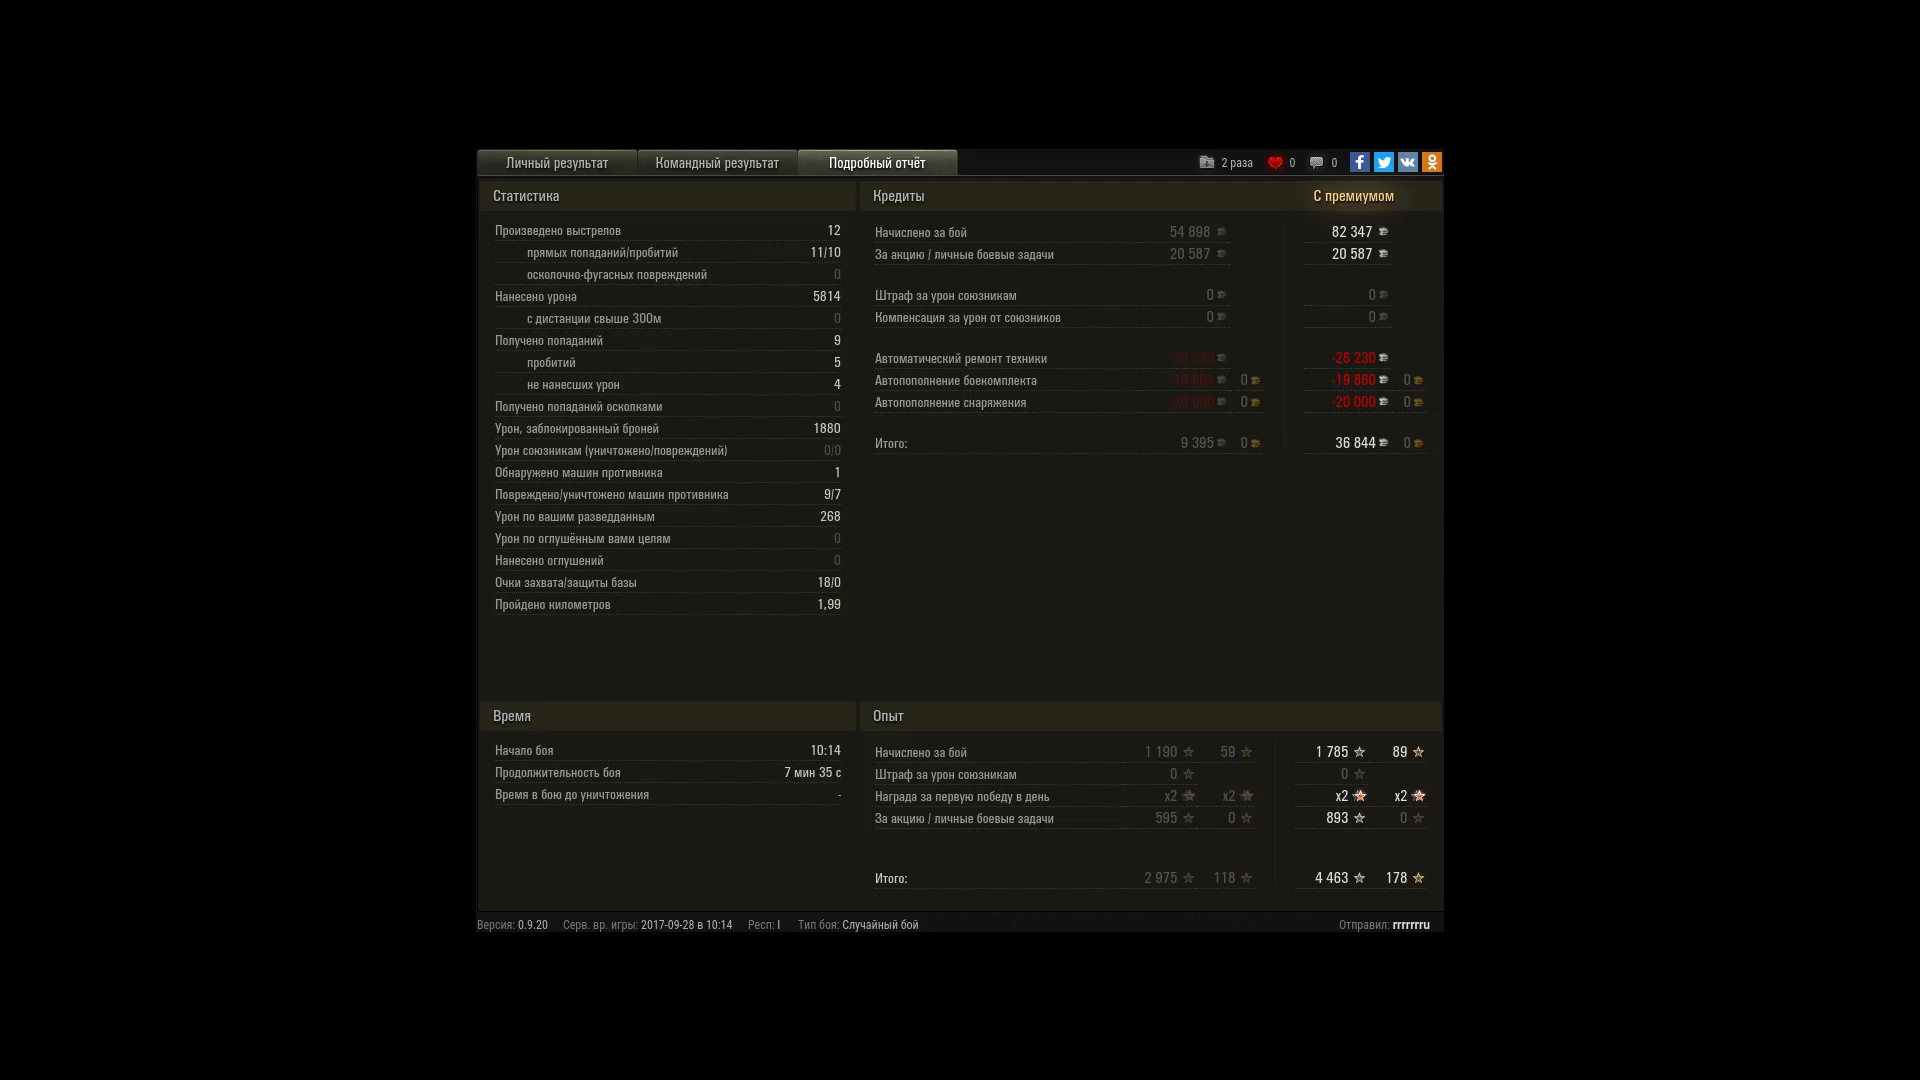 Личный результат Командный результат Подробный отчёт 2 раза 0 0
Статистика
Произведено выстрелов 12
прямых попаданий/пробитий 11/10
осколочно-фугасных повреждений 0
Нанесено урона 5814
с дистанции свыше 300м 0
Получено попаданий 9
пробитий 5
не нанесших урон 4
Получено попаданий осколками 0
Урон, заблокированный броней 1880
Урон союзникам (уничтожено/повреждений) 0/0
Обнаружено машин противника 1
Повреждено/уничтожено машин противника 9/7
Урон по вашим разведданным 268
Урон по оглушённым вами целям 0
Нанесено оглушений 0
Очки захвата/защиты базы 18/0
Пройдено километров 1,99
Кредиты С премиумом
Начислено за бой 54 898 82 347
За акцию / личные боевые задачи 20 587 20 587
Штраф за урон союзникам 0 0
Компенсация за урон от союзников 0 0
Автоматический ремонт техники -26 230 -26 230
Автопополнение боекомплекта -19 860 0 -19 860 0
Автопополнение снаряжения -20 000 0 -20 000 0
Итого: 9 395 0 36 844 0
Время
Начало боя 10:14
Продолжительность боя 7 мин 35 с
Время в бою до уничтожения -
Опыт
Начислено за бой 1 190 59 1 785 89
Штраф за урон союзникам 0 0
Награда за первую победу в день x2 x2 x2 x2
За акцию / личные боевые задачи 595 0 893 0
Итого: 2 975 118 4 463 178
Версия: 0.9.20 Серв. вр. игры: 2017-09-28 в 10:14 Респ: I Тип боя: Случайный бой Отправил: rrrrrrru